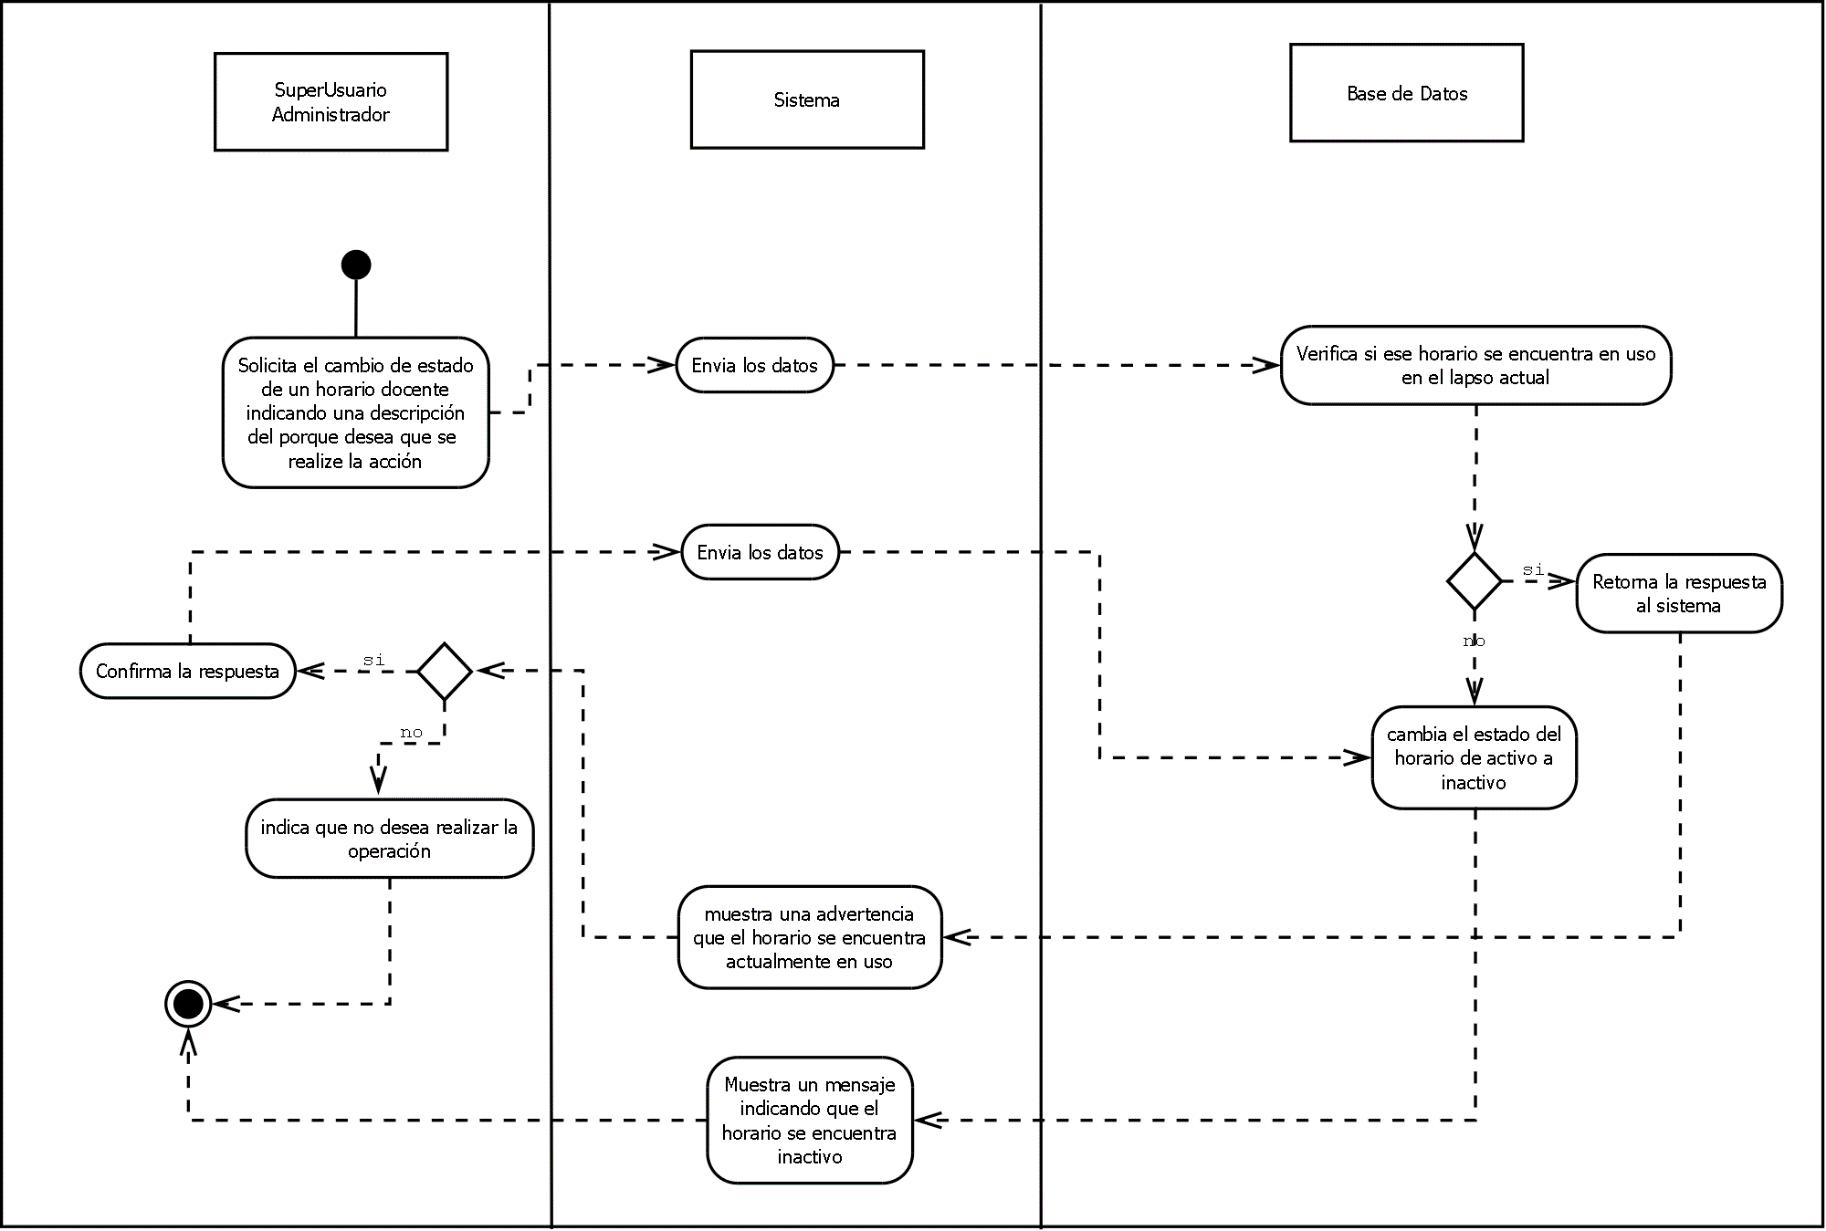 SuperUsuario
Administrador
Sistema
Base de Datos
Solicita el cambio de estado
de un horario docente
indicando una descripción
del porque desea que se
realize la acción
Envia los datos
Verifica si ese horario se encuentra en uso
en el lapso actual
Envia los datos
si
Retorna la respuesta
al sistema
no
Confirma la respuesta
si
no
cambia el estado del
horario de activo a
inactivo
indica que no desea realizar la
operación
muestra una advertencia
que el horario se encuentra
actualmente en uso
Muestra un mensaje
indicando que el
horario se encuentra
inactivo